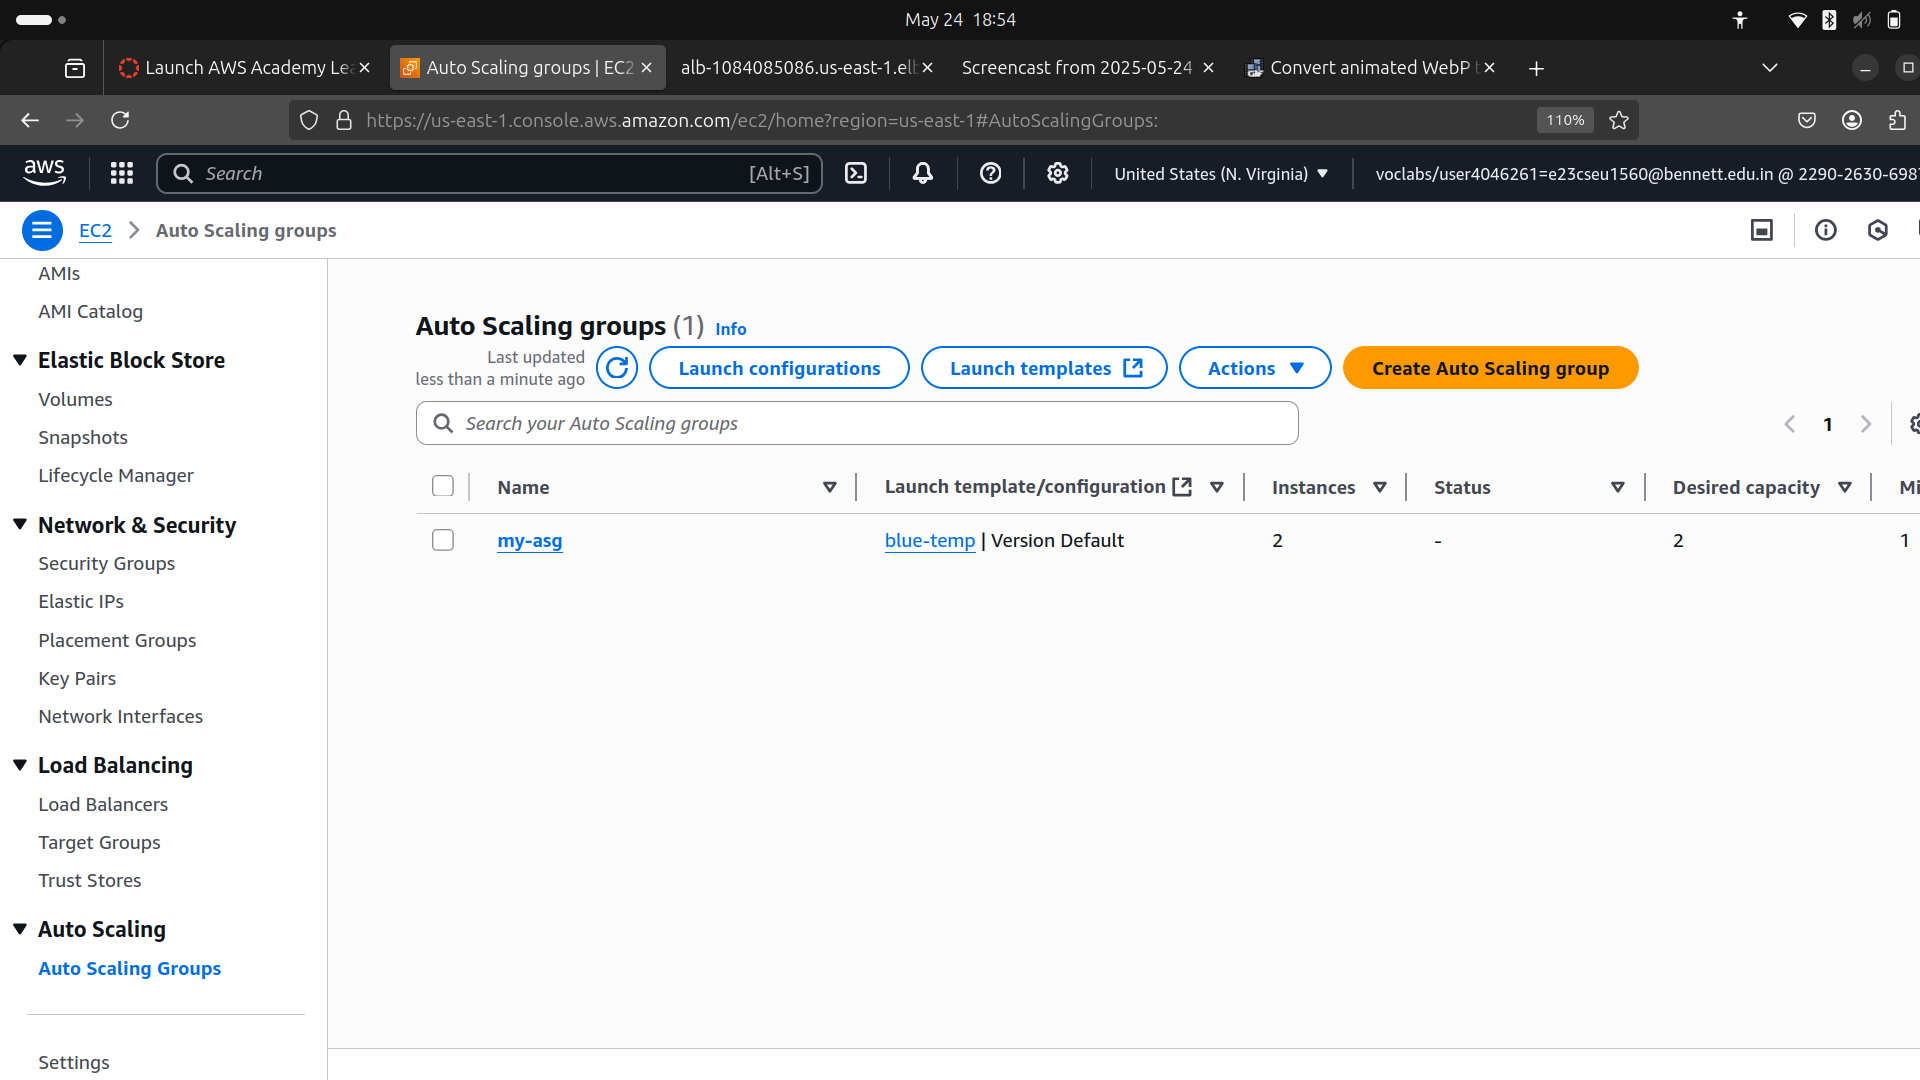 May 24 18:54
Launch AWS Academy Le
Auto Scaling groups | EC2
alb-1084085086.us-east-1.elb
Screencast from 2025-05-24
Convert animated WebP t
https://us-east-1.console.aws.amazon.com/ec2/home?region=us-east-1#AutoScalingGroups:
110%
aws
Search
[Alt+S]
United States (N. Virginia)
voclabs/user4046261=e23cseu1560@bennett.edu.in @ 2290-2630-698
EC2
Auto Scaling groups
AMIs
AMI Catalog
Elastic Block Store
Volumes
Snapshots
Lifecycle Manager
Network & Security
Security Groups
Elastic IPs
Placement Groups
Key Pairs
Network Interfaces
Load Balancing
Load Balancers
Target Groups
Trust Stores
Auto Scaling
Auto Scaling Groups
Settings
Auto Scaling groups (1) Info
Last updated
less than a minute ago
Launch configurations
Launch templates
Actions
Create Auto Scaling group
Search your Auto Scaling groups
1
Name
Launch template/configuration
Instances
Status
Desired capacity
Mi
my-asg
blue-temp | Version Default
2
-
2
1